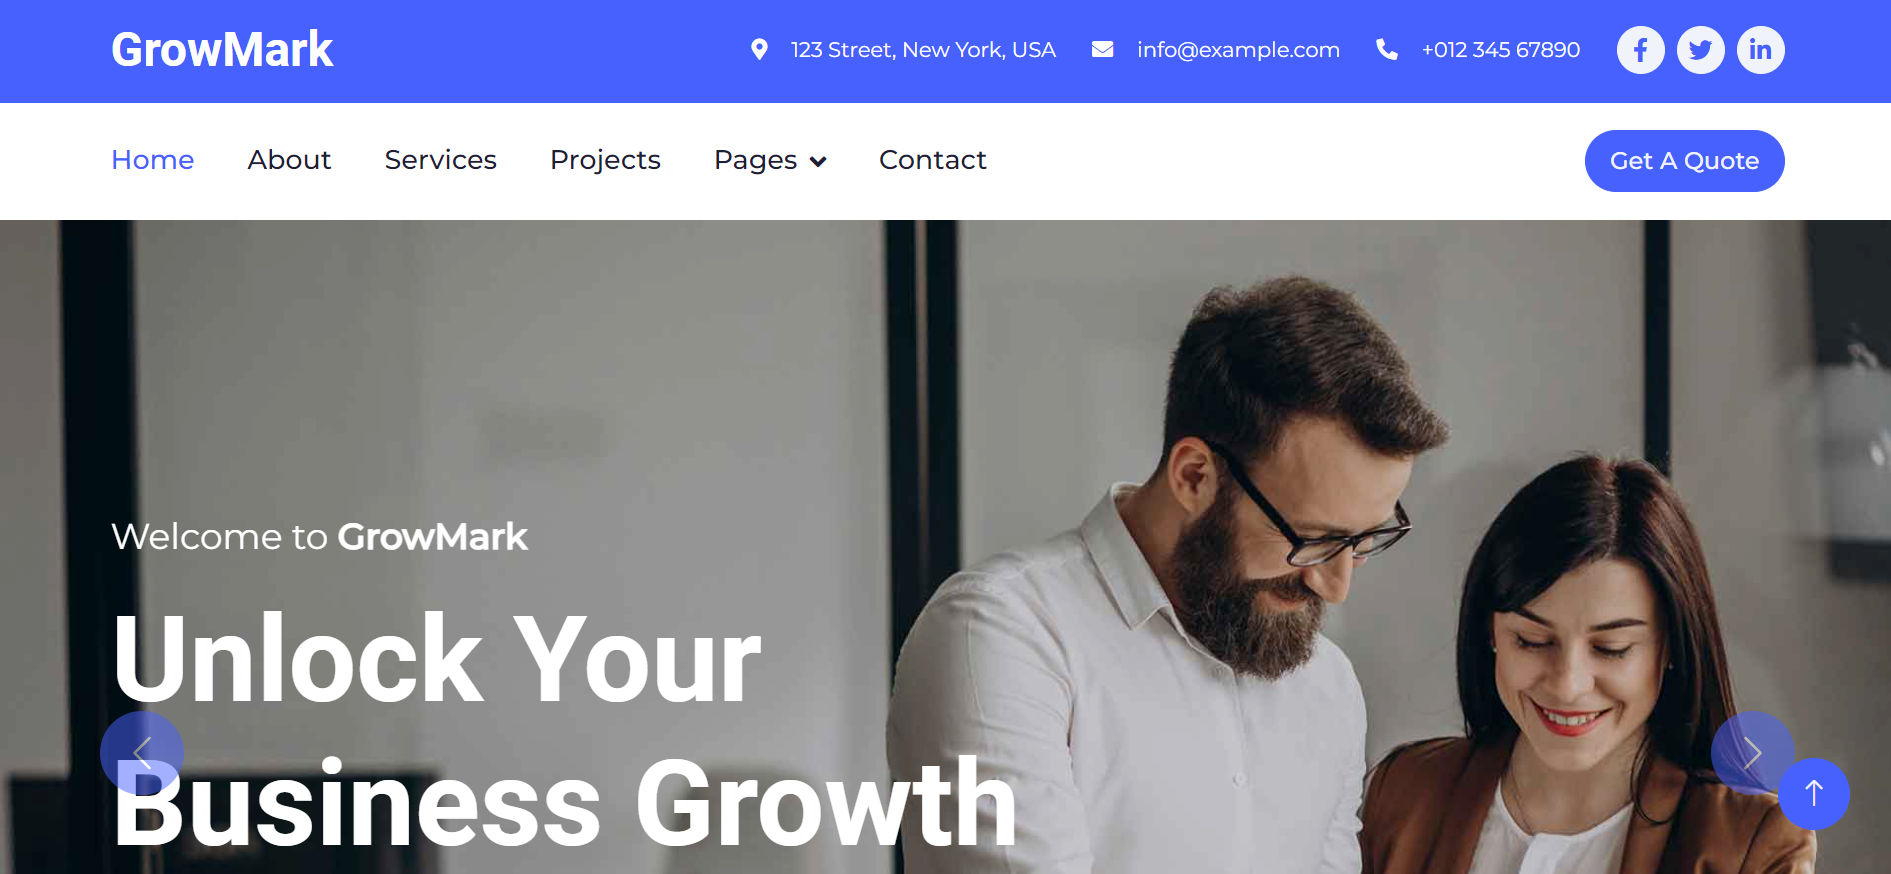 GrowMark
123 Street, New York, USA
info@example.com
+012 345 67890
Home
About
Services
Projects
Pages
Contact
Get A Quote
Welcome to GrowMark
Unlock Your
Business Growth